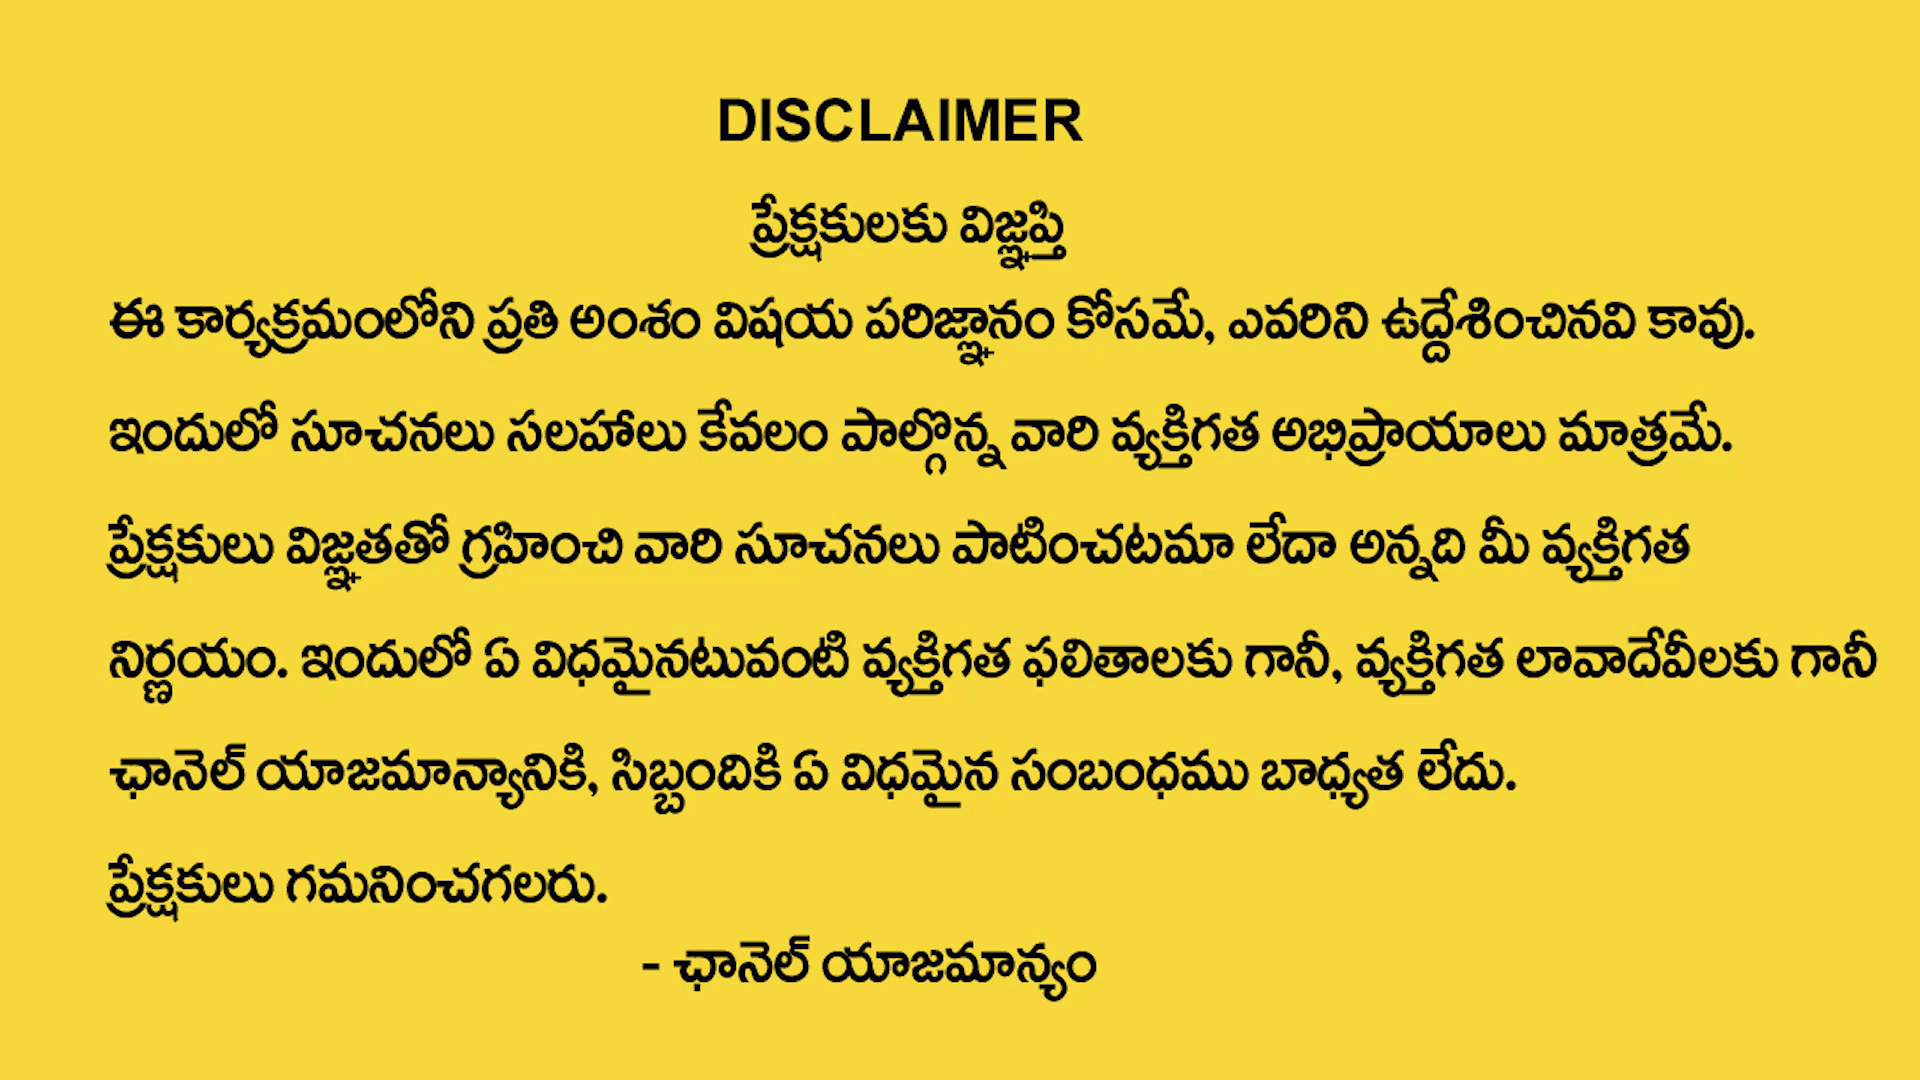 DISCLAIMER
ప్రేక్షకులకు విజ్ఞప్తి
ఈ కార్యక్రమంలోని ప్రతి అంశం విషయ పరిజ్ఞానం కోసమే, ఎవరిని ఉద్దేశించినవి కావు.
ఇందులో సూచనలు సలహాలు కేవలం పాల్గొన్న వారి వ్యక్తిగత అభిప్రాయాలు మాత్రమే.
ప్రేక్షకులు విజ్ఞతతో గ్రహించి వారి సూచనలు పాటించటమా లేదా అన్నది మీ వ్యక్తిగత
నిర్ణయం. ఇందులో ఏ విధమైనటువంటి వ్యక్తిగత ఫలితాలకు గానీ, వ్యక్తిగత లావాదేవీలకు గానీ
ఛానెల్ యాజమాన్యానికి, సిబ్బందికి ఏ విధమైన సంబంధము బాధ్యత లేదు.
ప్రేక్షకులు గమనించగలరు.
- ఛానెల్ యాజమాన్యం